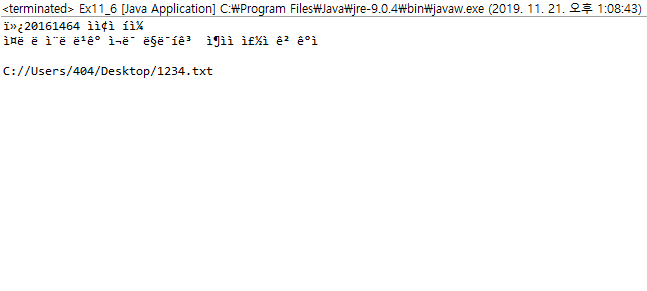 <terminated> Ex11_6 [Java Application] C:₩Program Files₩Java₩jre-9.0.4₩bin₩javaw.exe (2019. 11. 21. 오후 1:08:43)
ï»¿20161464 ìì¢ì íì¼
ì¤ë ë ì¨ë ë¹ê° ì¬ë¯ ë§ë¯íê³  ì¶ìì ì£¼ì ê² ê°ì
C://Users/404/Desktop/1234.txt